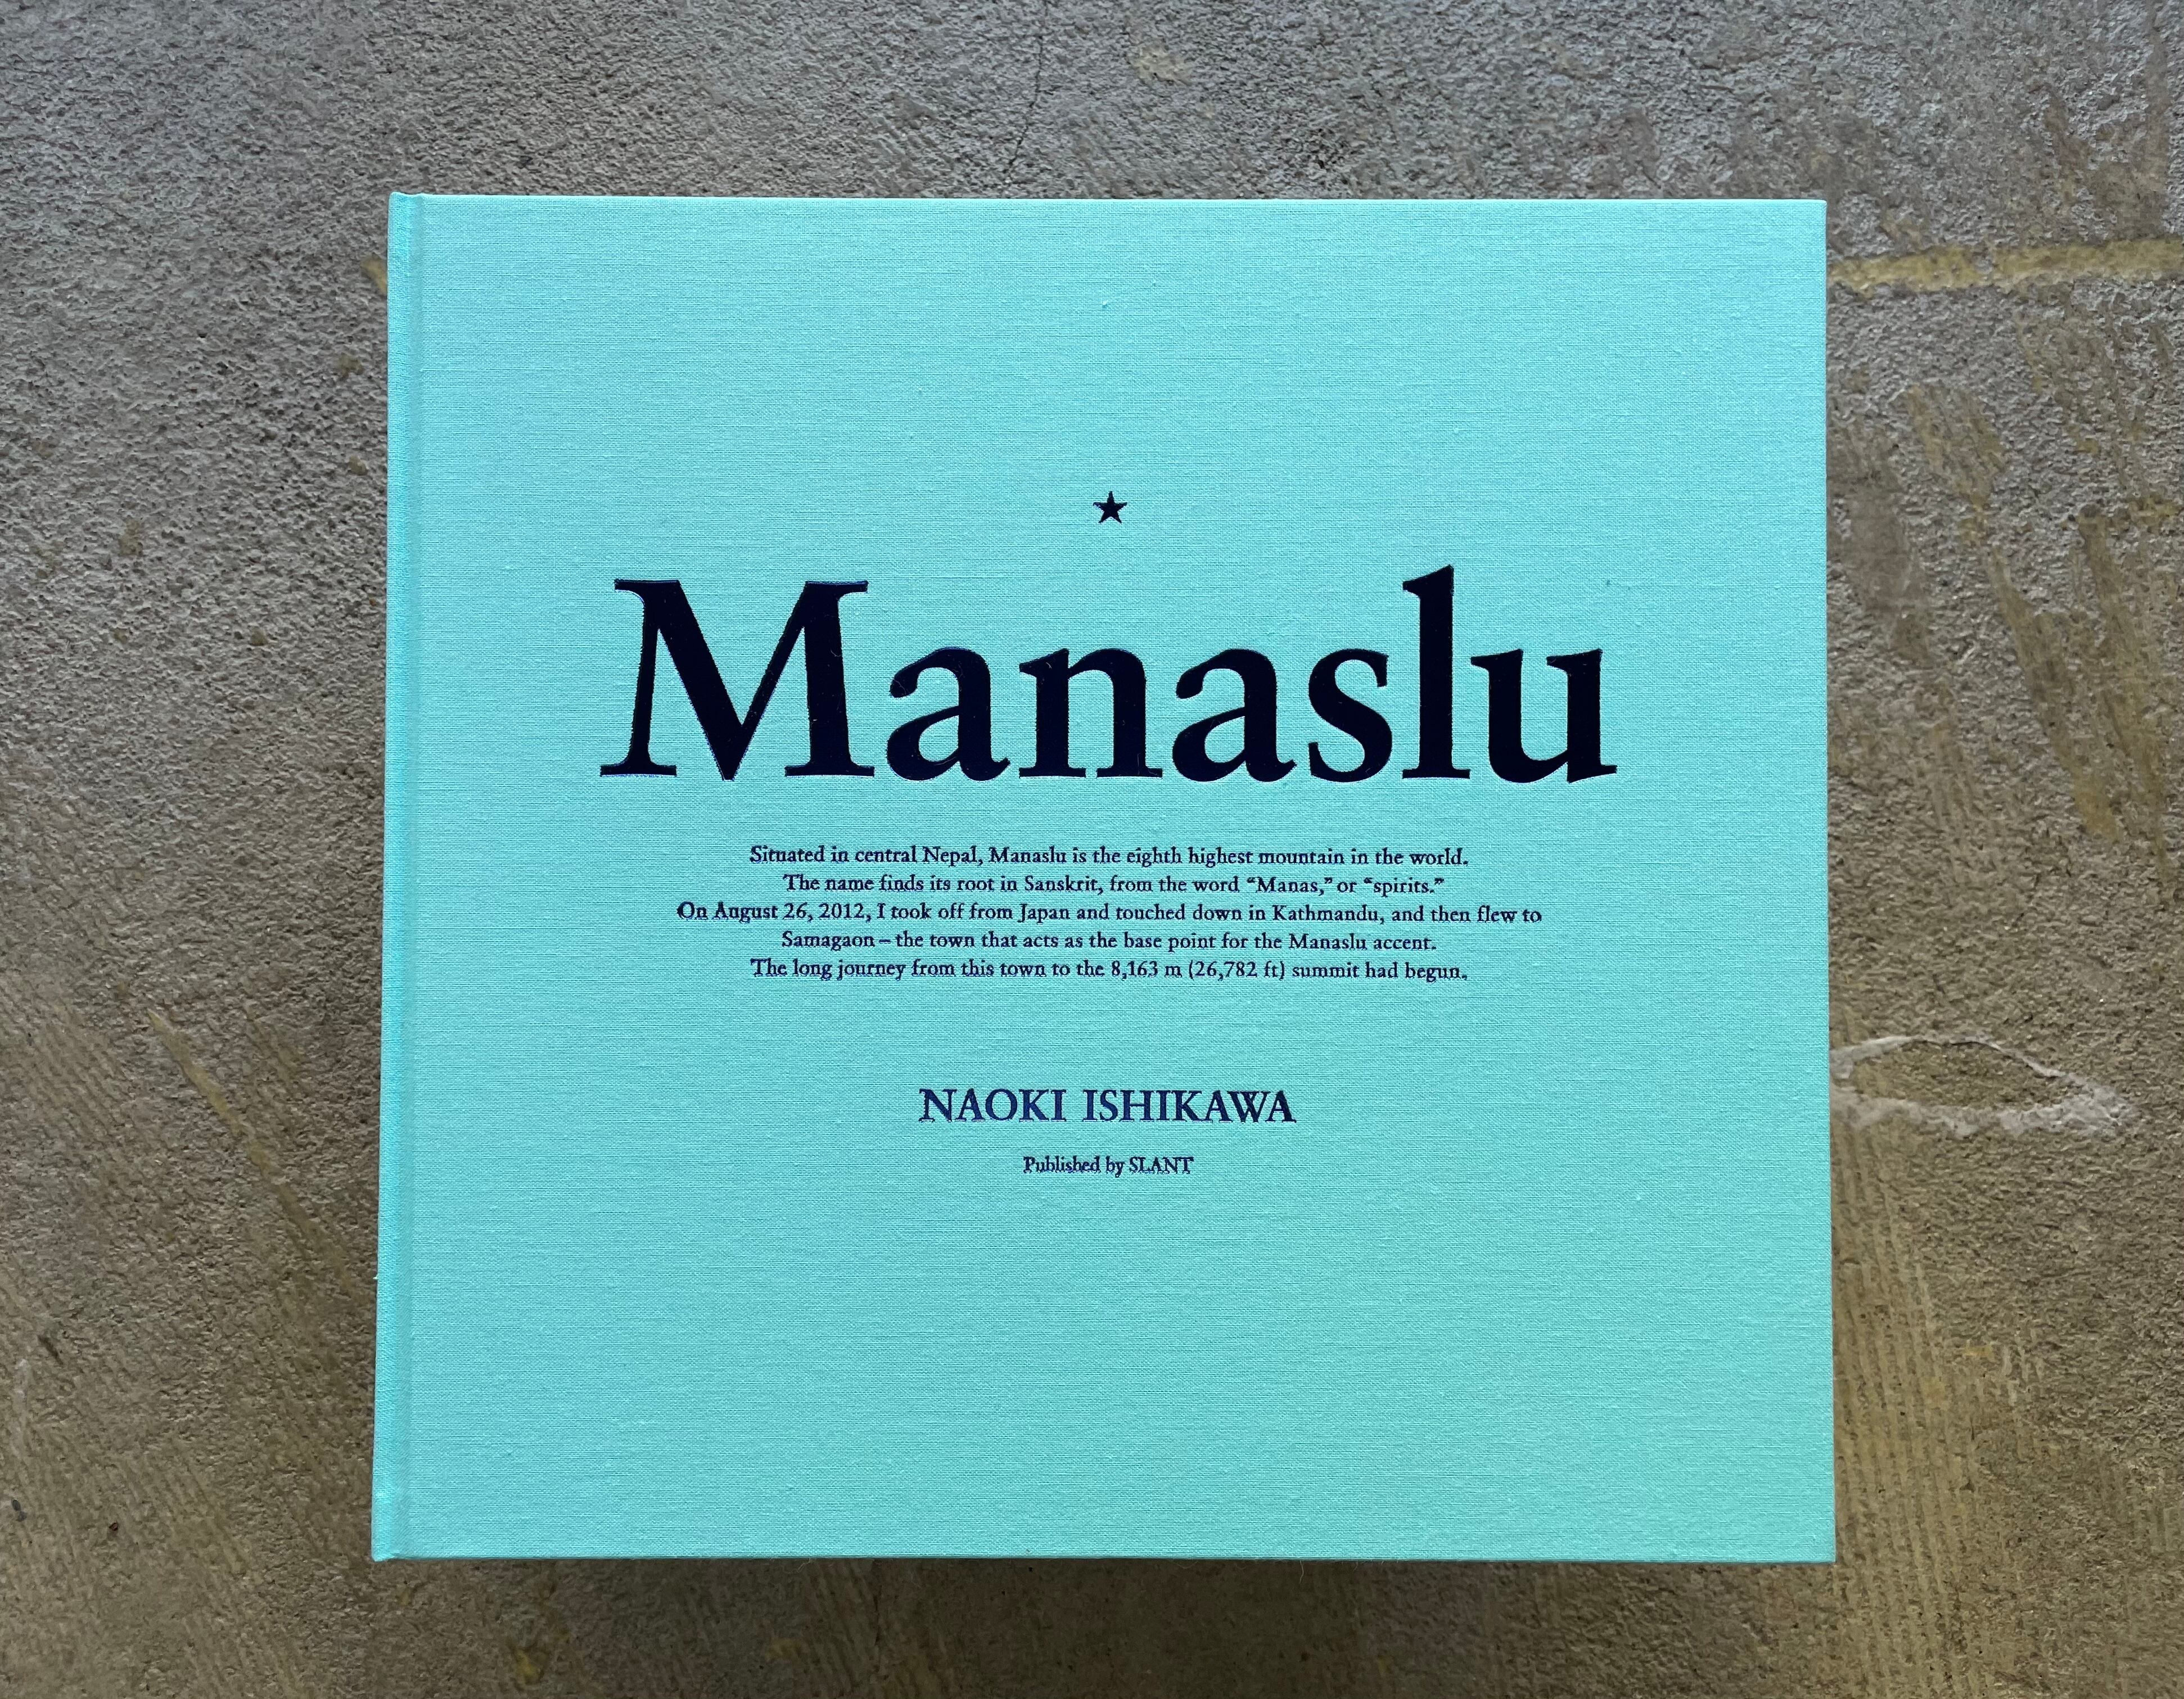 ★
Manaslu
Situated in central Nepal, Manaslu is the eighth highest mountain in the world.
The name finds its root in Sanskrit, from the word “Manas,” or “spirits.”
On August 26, 2012, I took off from Japan and touched down in Kathmandu, and then flew to
Samagaon – the town that acts as the base point for the Manaslu accent.
The long journey from this town to the 8,163 m (26,782 ft) summit had begun.
NAOKI ISHIKAWA
Published by SLANT